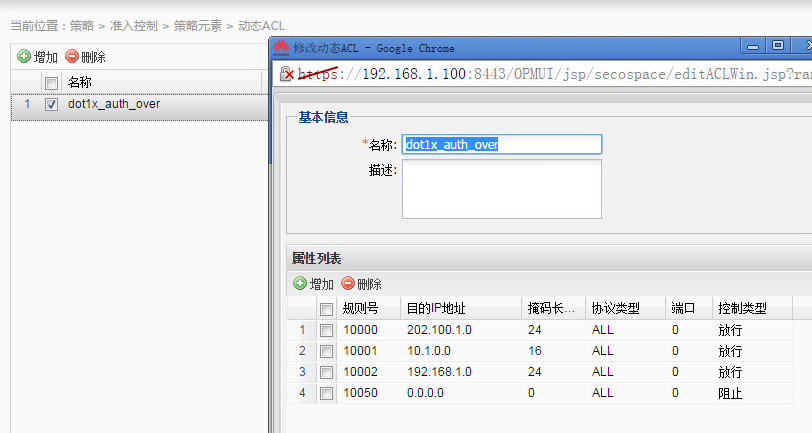 当前位置：策略 > 准入控制 > 策略元素 > 动态ACL
增加 删除
名称
1 dot1x_auth_over
修改动态ACL - Google Chrome
https://192.168.1.100:8443/OPMUI/jsp/secospace/editACLWin.jsp?ra
基本信息
*名称: dot1x_auth_over
描述:
属性列表
增加 删除
规则号 目的IP地址 掩码长... 协议类型 端口 控制类型
1 10000 202.100.1.0 24 ALL 0 放行
2 10001 10.1.0.0 16 ALL 0 放行
3 10002 192.168.1.0 24 ALL 0 放行
4 10050 0.0.0.0 0 ALL 0 阻止